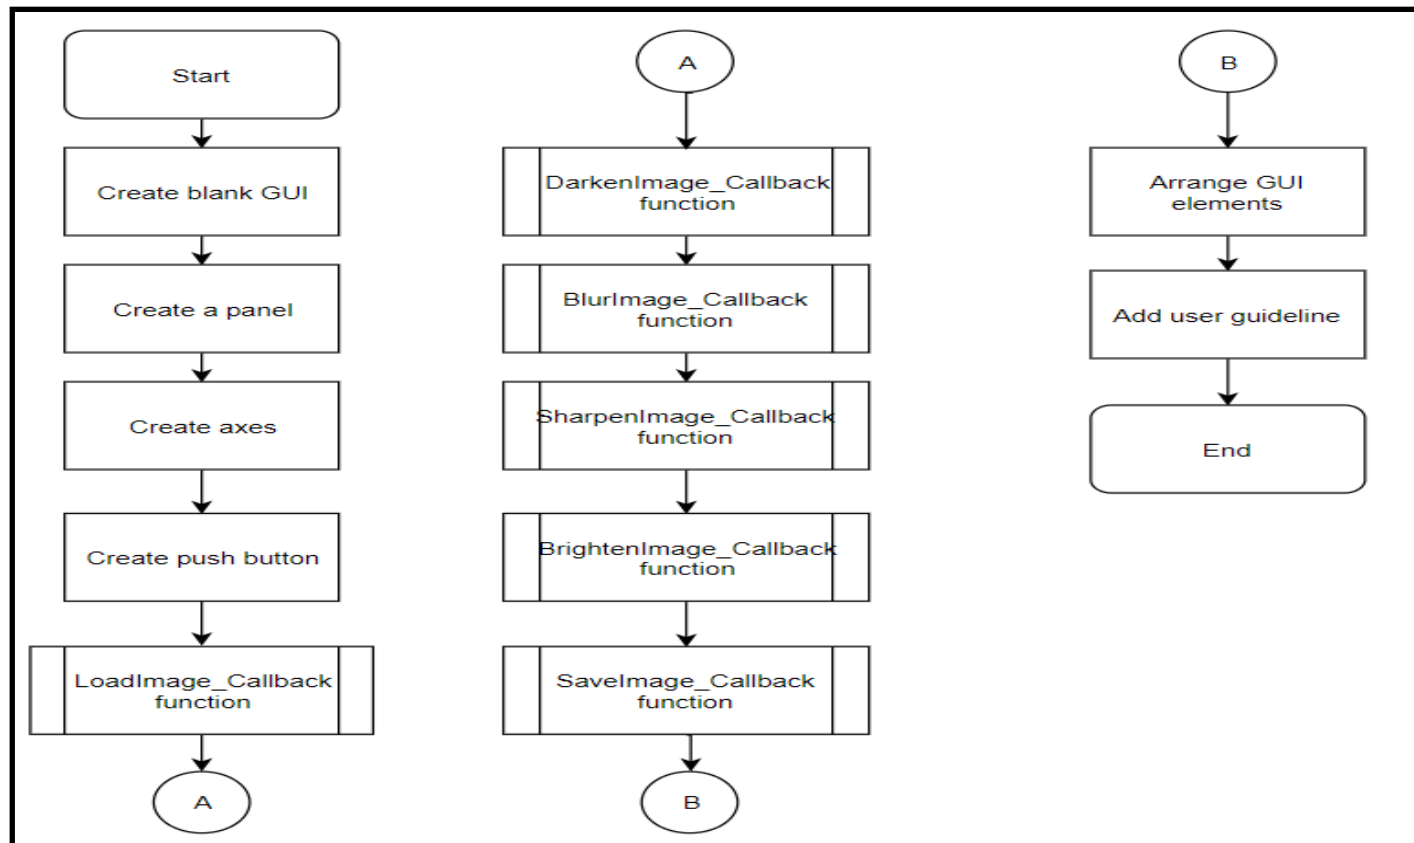 Start
Create blank GUI
Create a panel
Create axes
Create push button
LoadImage_Callback
function
A
A
DarkenImage_Callback
function
BlurImage_Callback
function
SharpenImage_Callback
function
BrightenImage_Callback
function
SaveImage_Callback
function
B
B
Arrange GUI
elements
Add user guideline
End